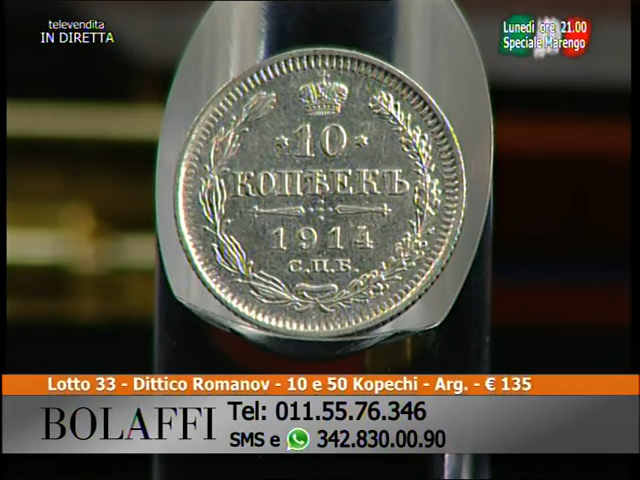 televendita
IN DIRETTA
Lunedì ore 21.00
Speciale Marengo
10
КОПѢЕКЪ
1914
С.П.Б.
Lotto 33 - Dittico Romanov - 10 e 50 Kopechi - Arg. - € 135
BOLAFFI
Tel: 011.55.76.346
SMS e 342.830.00.90